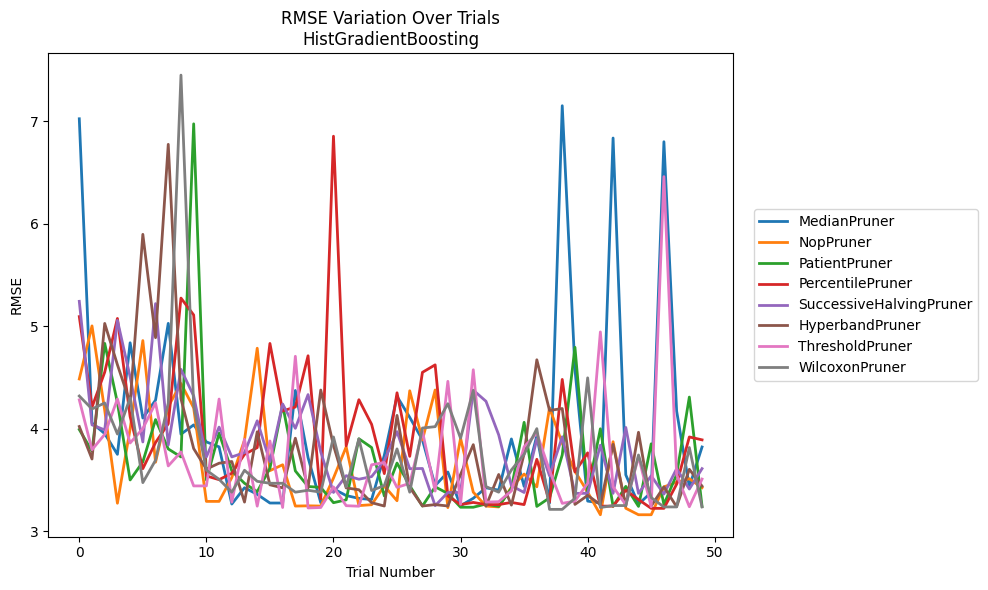 RMSE Variation Over Trials
HistGradientBoosting
RMSE
7
6
5
4
3
0
10
20
30
40
50
Trial Number
MedianPruner
NopPruner
PatientPruner
PercentilePruner
SuccessiveHalvingPruner
HyperbandPruner
ThresholdPruner
WilcoxonPruner